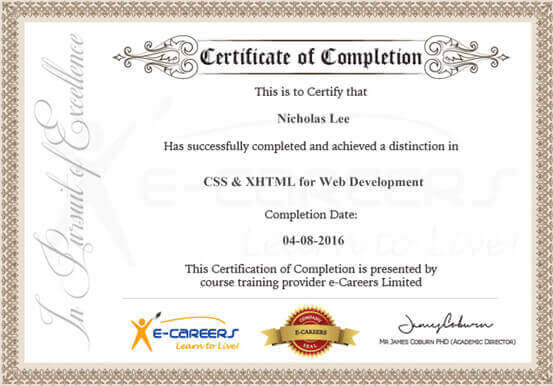 Certificate of Completion
In Pursuit of Excellence
This is to Certify that
Nicholas Lee
Has successfully completed and achieved a distinction in
CSS & XHTML for Web Development
Completion Date:
04-08-2016
This Certification of Completion is presented by
course training provider e-Careers Limited
E-CAREERS
Learn to Live!
E-CAREERS
Learn to Live!
COMPANY
E-CAREERS
SEAL
JamesCoburn
MR JAMES COBURN PHD (ACADEMIC DIRECTOR)